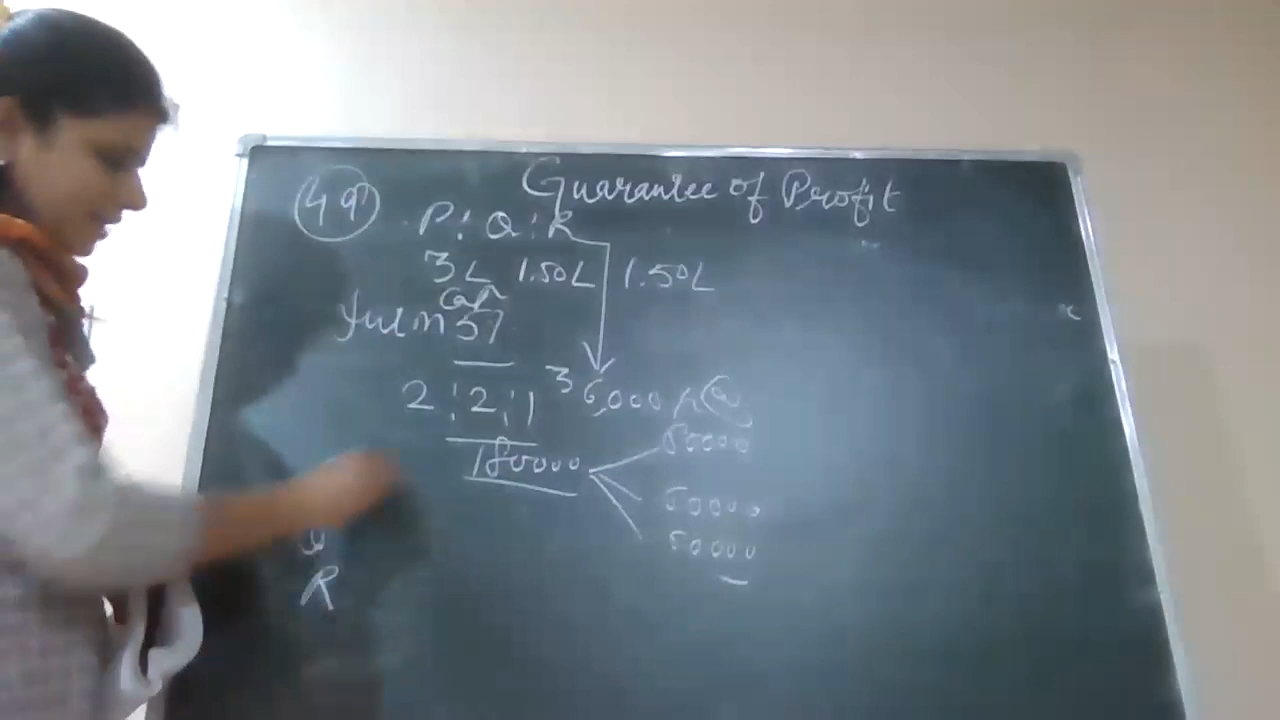 Guarantee of Profit
49
P : Q : R
3L 1.50L 1.50L
Cap
2 : 2 : 1 36,000
180000
50000
50000
50000
Q
R